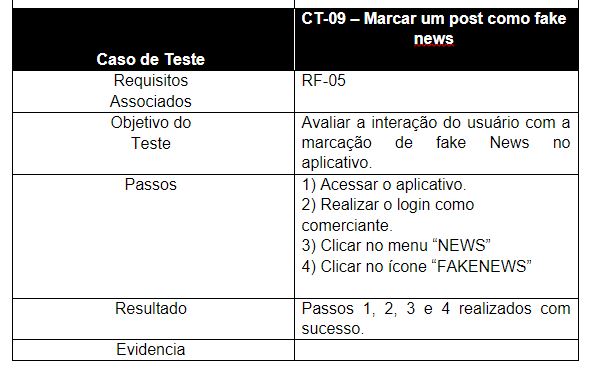 CT-09 – Marcar um post como fake
news
Caso de Teste
Requisitos
Associados
RF-05
Objetivo do
Teste
Avaliar a interação do usuário com a
marcação de fake News no
aplicativo.
Passos
1) Acessar o aplicativo.
2) Realizar o login como
comerciante.
3) Clicar no menu “NEWS”
4) Clicar no ícone “FAKENEWS”
Resultado
Passos 1, 2, 3 e 4 realizados com
sucesso.
Evidencia